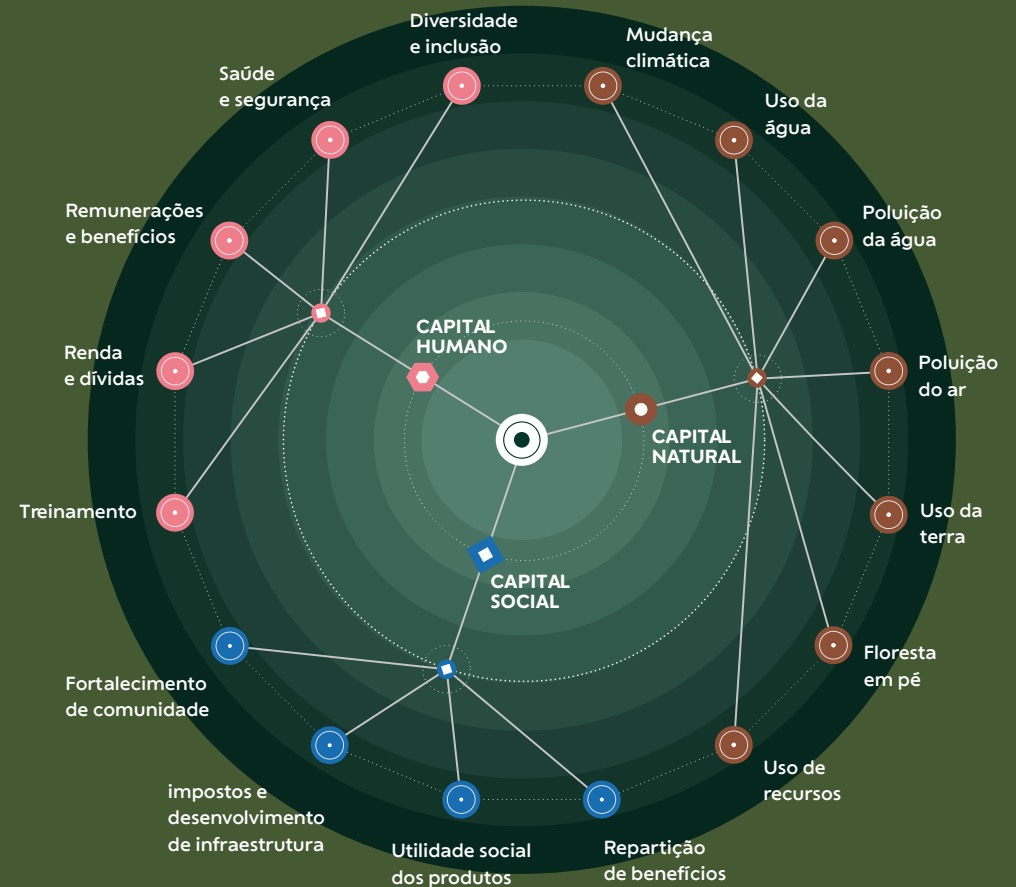 Diversidade
e inclusão
Mudança
climática
Saúde
e segurança
Uso da
água
Remunerações
e benefícios
Poluição
da água
CAPITAL
HUMANO
Renda
e dívidas
Poluição
do ar
CAPITAL
NATURAL
Treinamento
Uso da
terra
CAPITAL
SOCIAL
Floresta
em pé
Fortalecimento
de comunidade
Uso de
recursos
impostos e
desenvolvimento
de infraestrutura
Utilidade social
dos produtos
Repartição
de benefícios